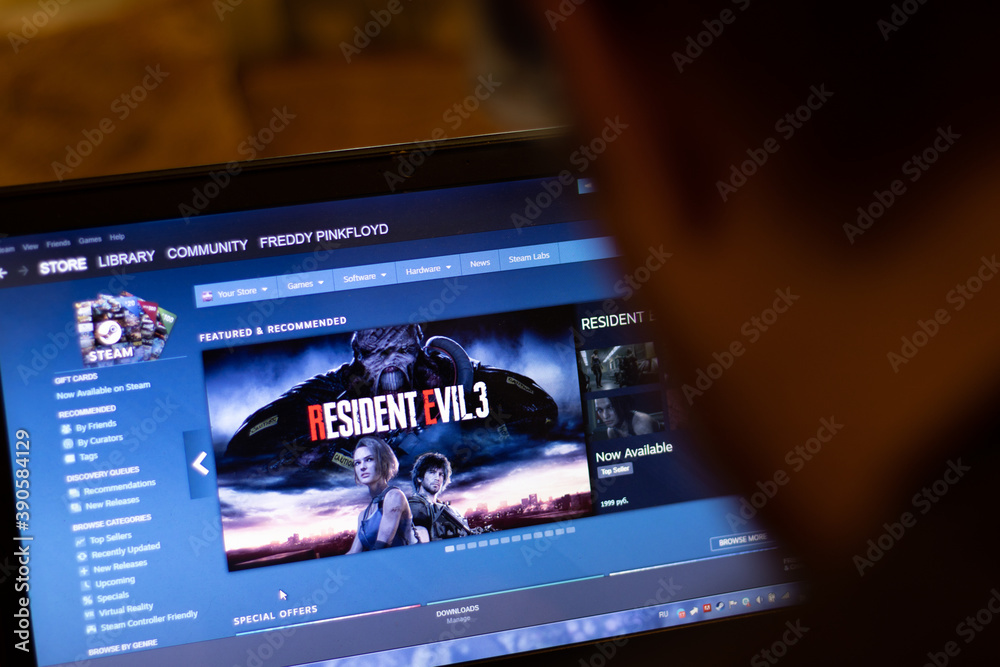 View Friends Games Help
STORE LIBRARY COMMUNITY FREDDY PINKFLOYD
Your Store Games Software Hardware News Steam Labs
STEAM
GIFT CARDS
Now Available on Steam
RECOMMENDED
By Friends
By Curators
Tags
DISCOVERY QUEUES
Recommendations
New Releases
BROWSE CATEGORIES
Top Sellers
Recently Updated
New Releases
Upcoming
Specials
Virtual Reality
Steam Controller Friendly
BROWSE BY GENRE
FEATURED & RECOMMENDED
RESIDENT EVIL 3
RESIDENT E
Now Available
Top Seller
1999 руб.
BROWSE MORE
SPECIAL OFFERS
DOWNLOADS
Manage
RU
Adobe Stock
Adobe Stock | #390584129